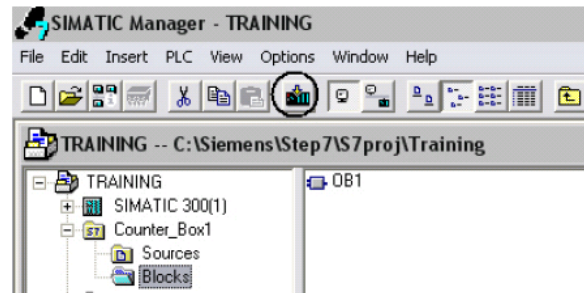 SIMATIC Manager - TRAINING
File Edit Insert PLC View Options Window Help
TRAINING -- C:\Siemens\Step7\S7proj\Training
TRAINING
OB1
SIMATIC 300(1)
S7 Counter_Box1
Sources
Blocks